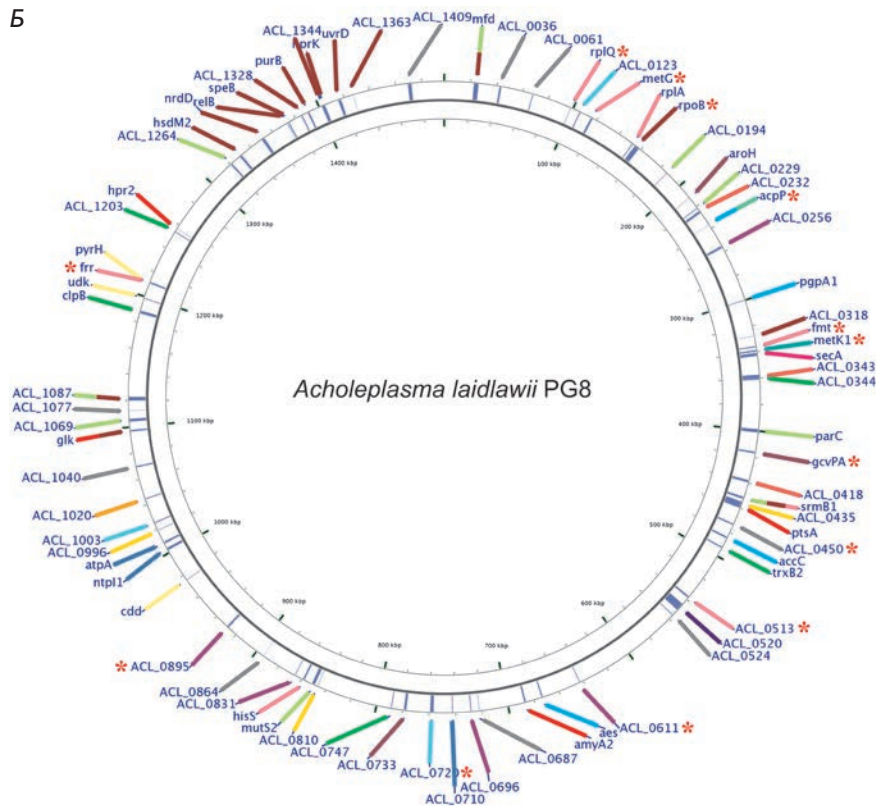 Б
ACL_1409
mfd
ACL_0036
ACL_0061
rplQ *
ACL_0123
metG *
rplA
rpoB *
ACL_0194
aroH
ACL_0229
ACL_0232
acpP *
ACL_0256
pgpA1
ACL_0318
fmt *
metK1 *
secA
ACL_0343
ACL_0344
parC
gcvPA *
ACL_0418
srmB1
ACL_0435
ptsA
ACL_0450 *
accC
trxB2
ACL_0513 *
ACL_0520
ACL_0524
ACL_0611 *
aes
amyA2
ACL_0687
ACL_0696
ACL_0710
ACL_0720 *
ACL_0733
ACL_0747
ACL_0810
mutS2
hisS
ACL_0831
ACL_0864
* ACL_0895
cdd
ntpI1
atpA
ACL_0996
ACL_1003
ACL_1020
ACL_1040
glk
ACL_1069
ACL_1077
ACL_1087
clpB
udk
* frr
pyrH
ACL_1203
hpr2
ACL_1264
hsdM2
nrdD
relB
speB
ACL_1328
purB
ACL_1344
uvrD
ACL_1363
100 kbp
200 kbp
300 kbp
400 kbp
500 kbp
600 kbp
700 kbp
800 kbp
900 kbp
1000 kbp
1100 kbp
1200 kbp
1300 kbp
1400 kbp
Acholeplasma laidlawii PG8